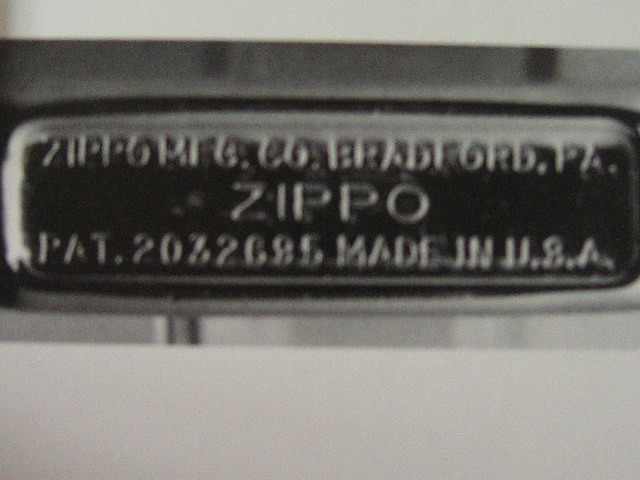 ZIPPO MFG. CO. BRADFORD, PA.
ZIPPO
PAT. 2032695 MADE IN U.S.A.